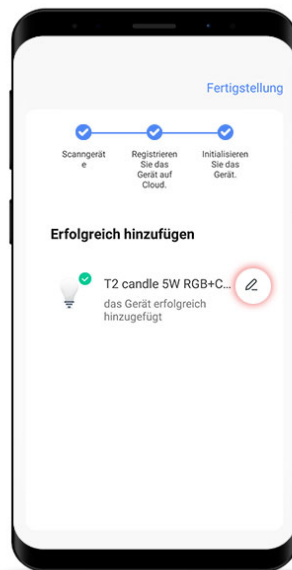 Fertigstellung
Scanngerät
e
Registrieren
Sie das
Gerät auf
Cloud.
Initialisieren
Sie das
Gerät.
Erfolgreich hinzufügen
T2 candle 5W RGB+C...
das Gerät erfolgreich
hinzugefügt